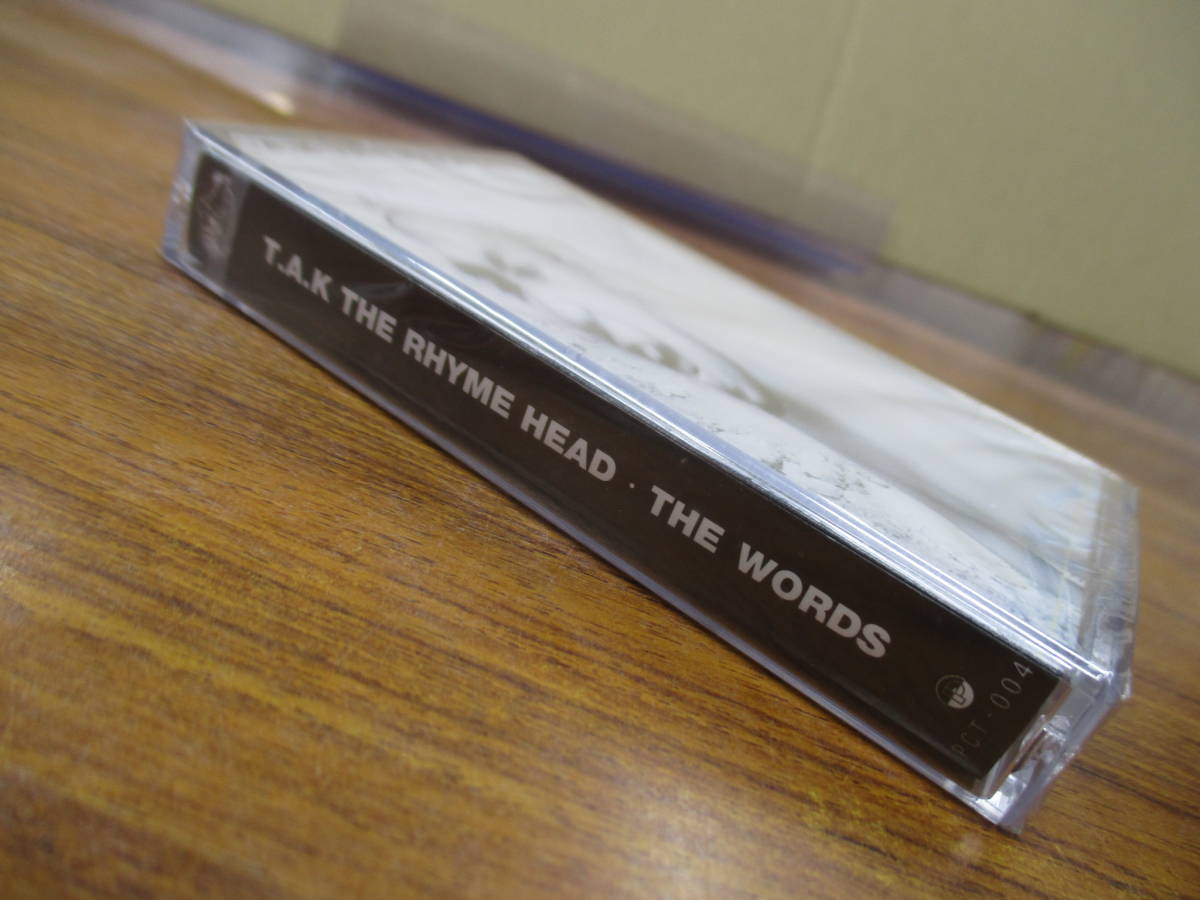 T.A.K THE RHYME HEAD · THE WORDS
PCT-004